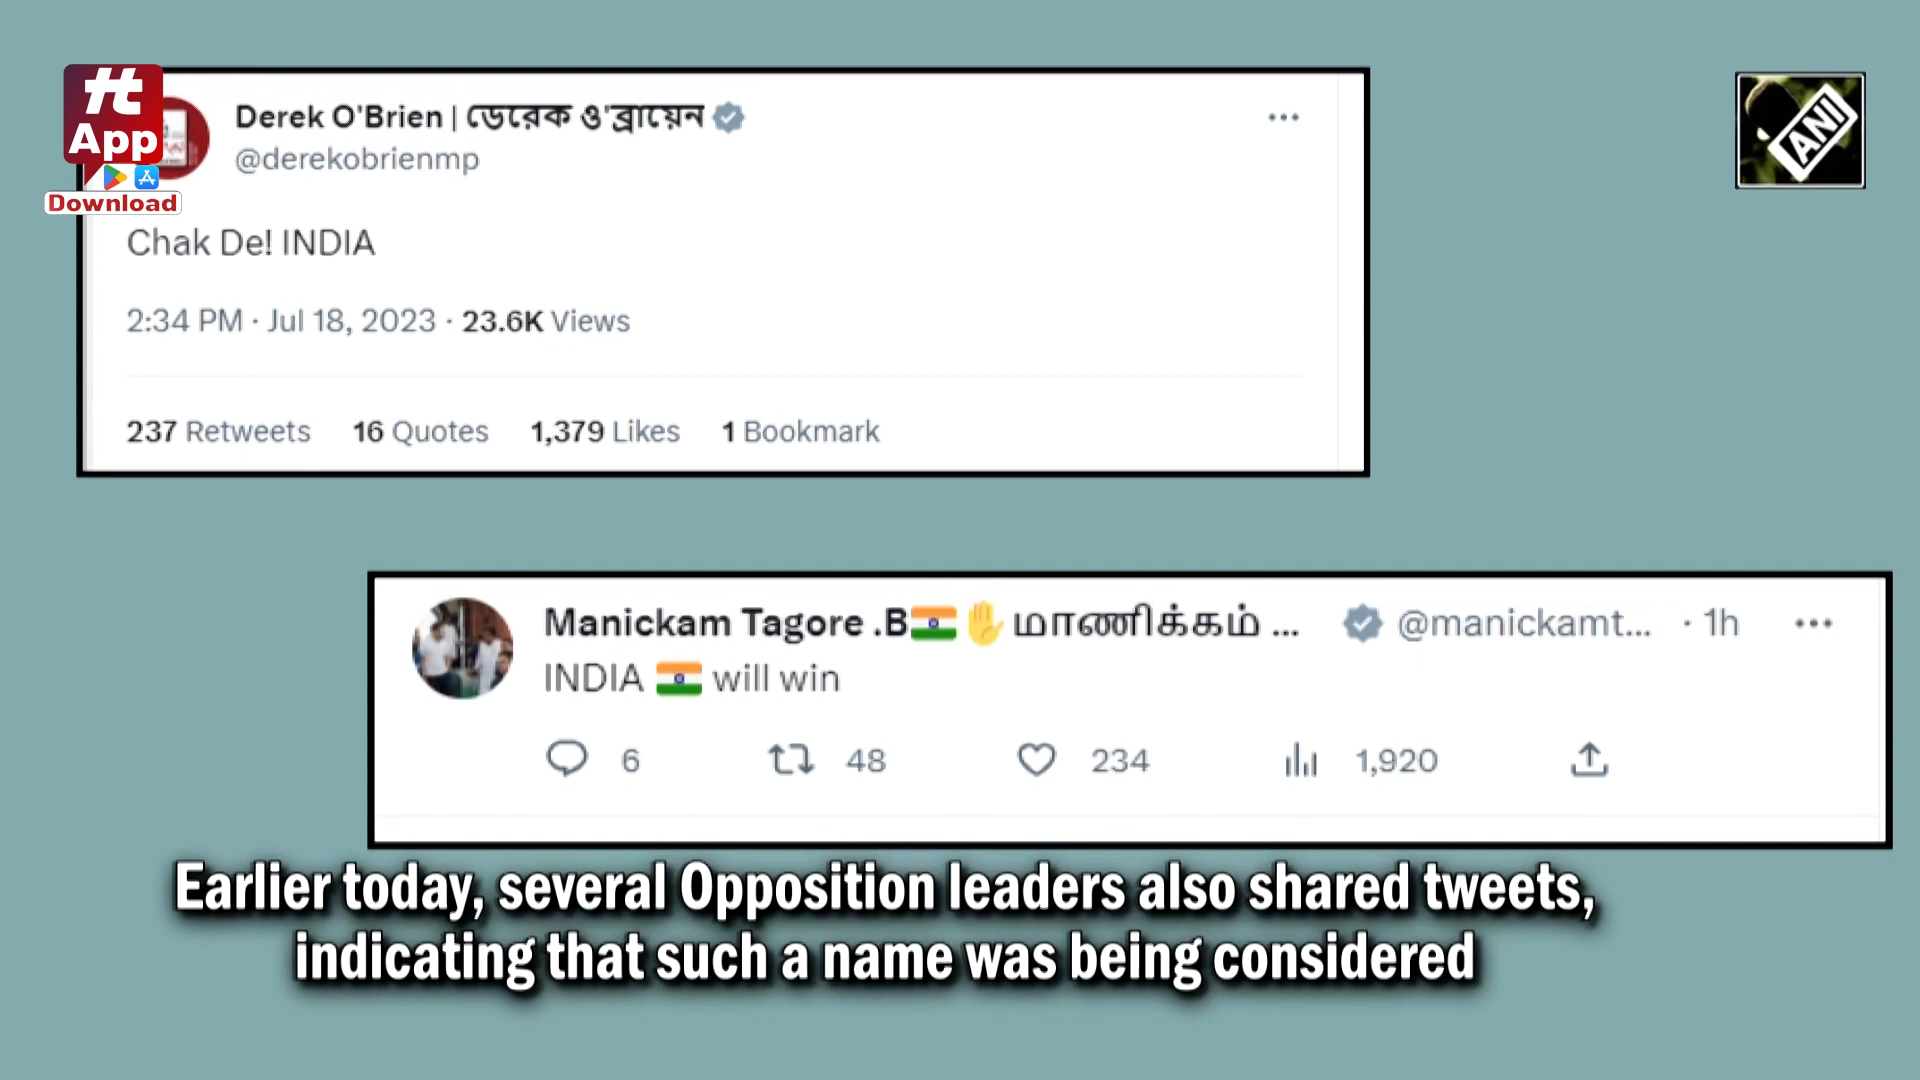 tt
App
Download
Derek O'Brien | ডেরেক ও'ব্রায়েন
@derekobrienmp
Chak De! INDIA
2:34 PM · Jul 18, 2023 · 23.6K Views
237 Retweets 16 Quotes 1,379 Likes 1 Bookmark
ANI
Manickam Tagore .B🇮🇳✋மாணிக்கம் ... @manickamt... · 1h
INDIA 🇮🇳 will win
6 48 234 1,920
Earlier today, several Opposition leaders also shared tweets,
indicating that such a name was being considered